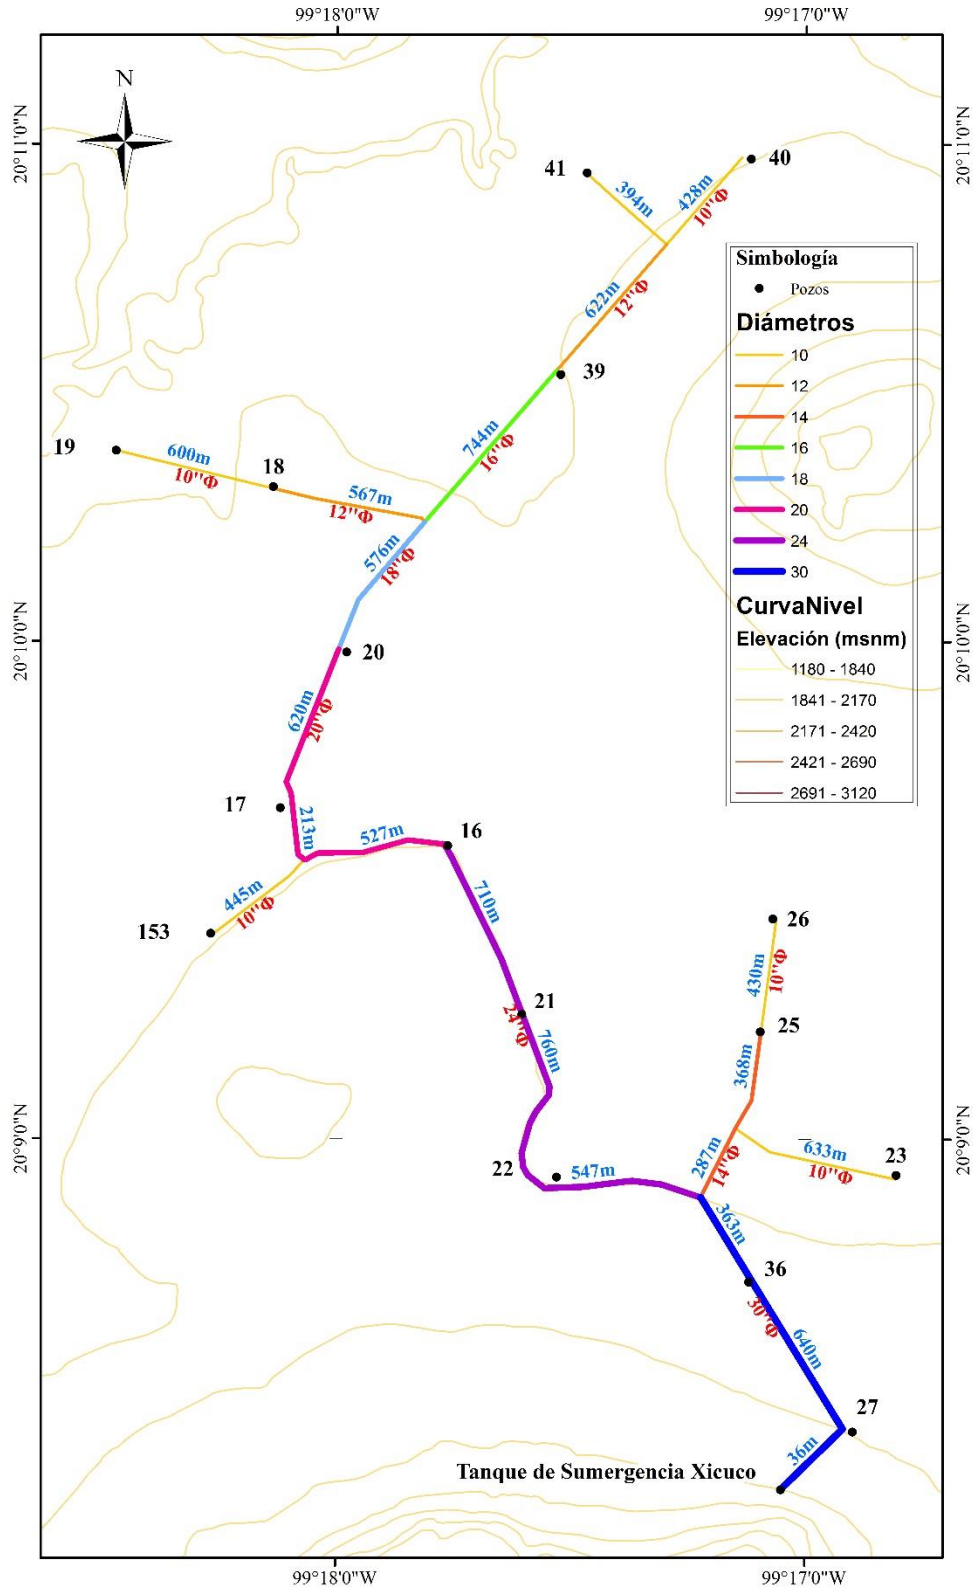 99°18'0"W
99°17'0"W
N
20°11'0"N
20°11'0"N
41
40
394m
428m
10''Φ
Simbología
Pozos
Diámetros
10
12
14
16
18
20
24
30
CurvaNivel
Elevación (msnm)
1180 - 1840
1841 - 2170
2171 - 2420
2421 - 2690
2691 - 3120
622m
12''Φ
39
744m
16''Φ
19
600m
10''Φ
18
567m
12''Φ
576m
18''Φ
20°10'0"N
20°10'0"N
20
620m
20''Φ
17
213m
527m
16
445m
10''Φ
153
710m
26
430m
10''Φ
21
24''Φ
760m
25
368m
20°9'0"N
20°9'0"N
22
547m
287m
14''Φ
633m
10''Φ
23
363m
36
30''Φ
640m
27
36m
Tanque de Sumergencia Xicuco
99°18'0"W
99°17'0"W